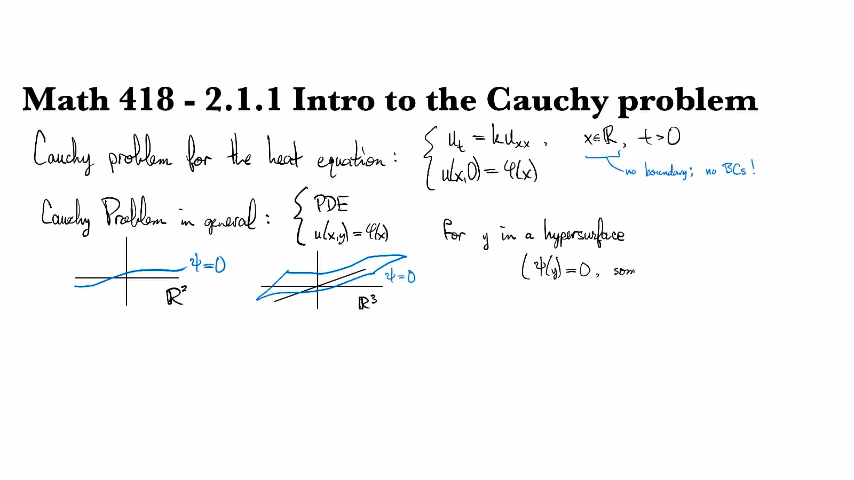 Math 418 - 2.1.1 Intro to the Cauchy problem
Cauchy problem for the heat equation: { u_t = k u_xx , x ∈ ℝ, t > 0
u(x,0) = φ(x)
no boundary; no BCs!
Cauchy Problem in general: { PDE
u(x,y) = φ(x) for y in a hypersurface
(ψ(y) = 0, som
ψ=0
ℝ²
ψ=0
ℝ³